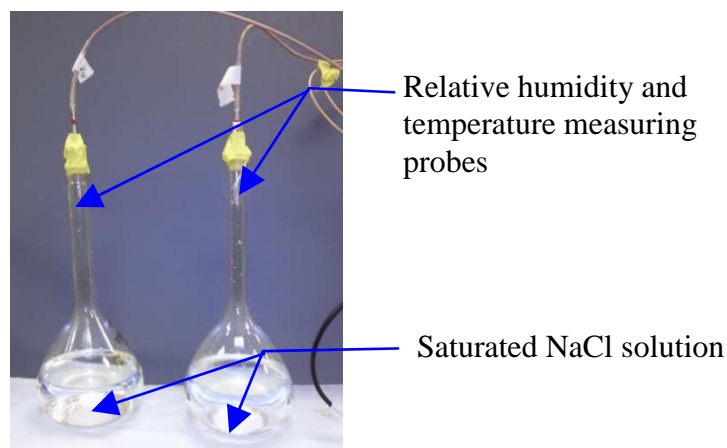 Relative humidity and
temperature measuring
probes
Saturated NaCl solution